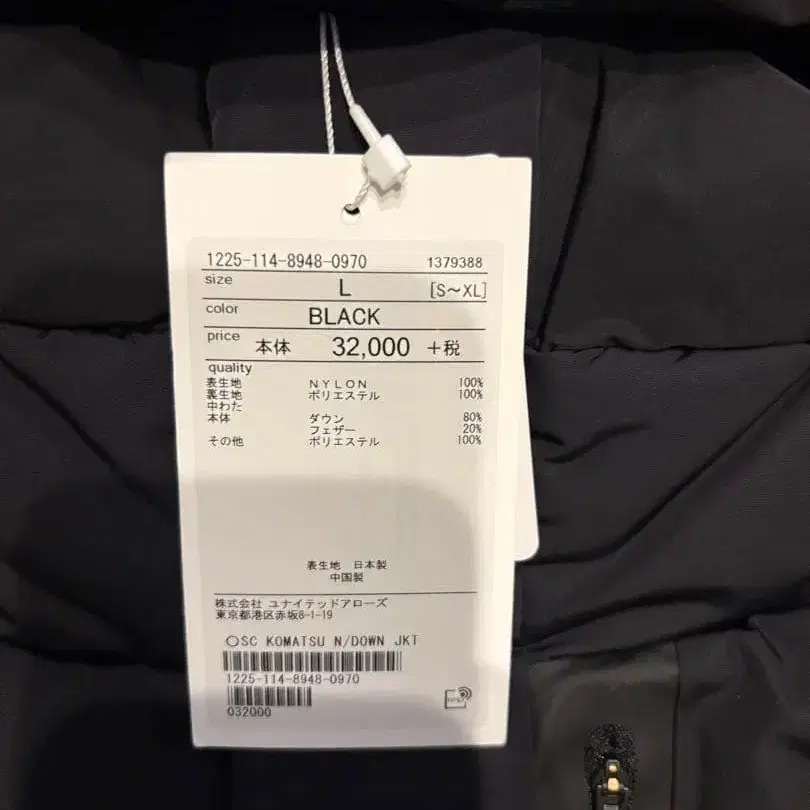 1225-114-8948-0970 1379388
size L [S～XL]
color BLACK
price 本体 32,000 +税
quality
表生地 NYLON 100%
裏生地 ポリエステル 100%
中わた
本体 ダウン 80%
フェザー 20%
その他 ポリエステル 100%
表生地 日本製
中国製
株式会社 ユナイテッドアローズ
東京都港区赤坂8-1-19
○SC KOMATSU N/DOWN JKT
1225-114-8948-0970
032000